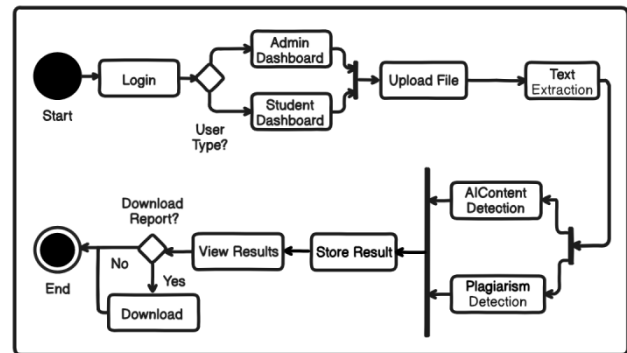 Start
Login
User
Type?
Admin
Dashboard
Student
Dashboard
Upload File
Text
Extraction
AIContent
Detection
Plagiarism
Detection
Store Result
View Results
Download
Report?
No
Yes
Download
End